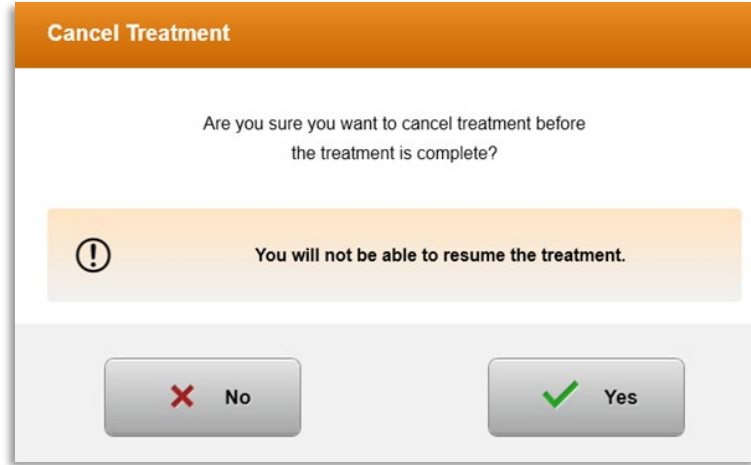 Cancel Treatment
Are you sure you want to cancel treatment before
the treatment is complete?
You will not be able to resume the treatment.
No
Yes